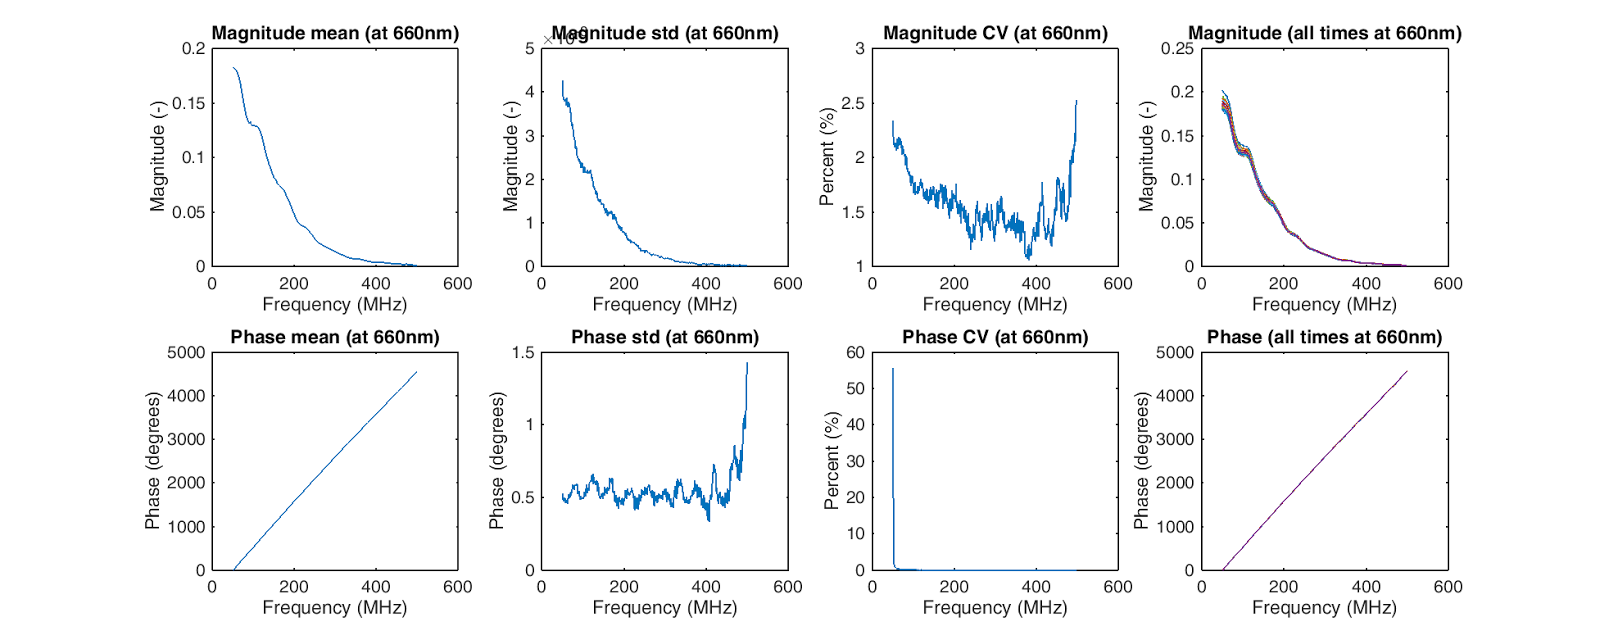 Magnitude mean (at 660nm)
0.2
0.15
0.1
0.05
0
Magnitude (-)
0 200 400 600
Frequency (MHz)
Magnitude std (at 660nm)
5
4
3
2
1
0
Magnitude (-)
0 200 400 600
Frequency (MHz)
Magnitude CV (at 660nm)
3
2.5
2
1.5
1
Percent (%)
0 200 400 600
Frequency (MHz)
Magnitude (all times at 660nm)
0.25
0.2
0.15
0.1
0.05
0
Magnitude (-)
0 200 400 600
Frequency (MHz)
Phase mean (at 660nm)
5000
4000
3000
2000
1000
0
Phase (degrees)
0 200 400 600
Frequency (MHz)
Phase std (at 660nm)
1.5
1
0.5
0
Phase (degrees)
0 200 400 600
Frequency (MHz)
Phase CV (at 660nm)
60
50
40
30
20
10
0
Percent (%)
0 200 400 600
Frequency (MHz)
Phase (all times at 660nm)
5000
4000
3000
2000
1000
0
Phase (degrees)
0 200 400 600
Frequency (MHz)